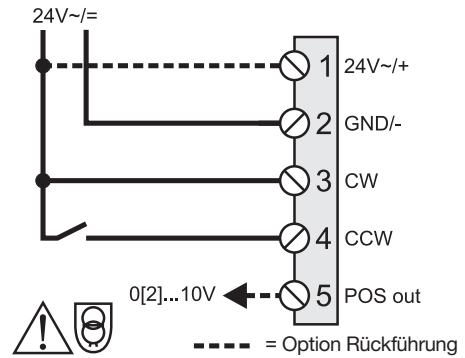 24V~/=
1 24V~/+
2 GND/-
3 CW
4 CCW
0[2]...10V 5 POS out
= Option Rückführung